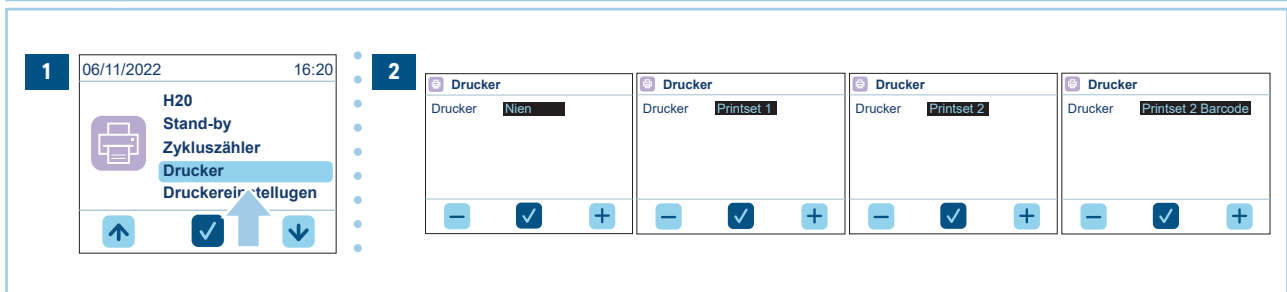 1
06/11/2022 16:20
H20
Stand-by
Zykluszähler
Drucker
Druckereinstellugen
2
Drucker
Drucker Nien
Drucker
Drucker Printset 1
Drucker
Drucker Printset 2
Drucker
Drucker Printset 2 Barcode